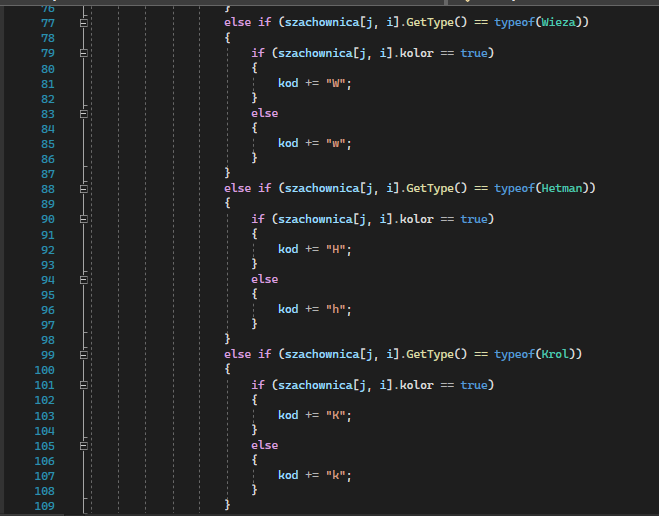 76 }
77 else if (szachownica[j, i].GetType() == typeof(Wieza))
78 {
79 if (szachownica[j, i].kolor == true)
80 {
81 kod += "W";
82 }
83 else
84 {
85 kod += "w";
86 }
87 }
88 else if (szachownica[j, i].GetType() == typeof(Hetman))
89 {
90 if (szachownica[j, i].kolor == true)
91 {
92 kod += "H";
93 }
94 else
95 {
96 kod += "h";
97 }
98 }
99 else if (szachownica[j, i].GetType() == typeof(Krol))
100 {
101 if (szachownica[j, i].kolor == true)
102 {
103 kod += "K";
104 }
105 else
106 {
107 kod += "k";
108 }
109 }